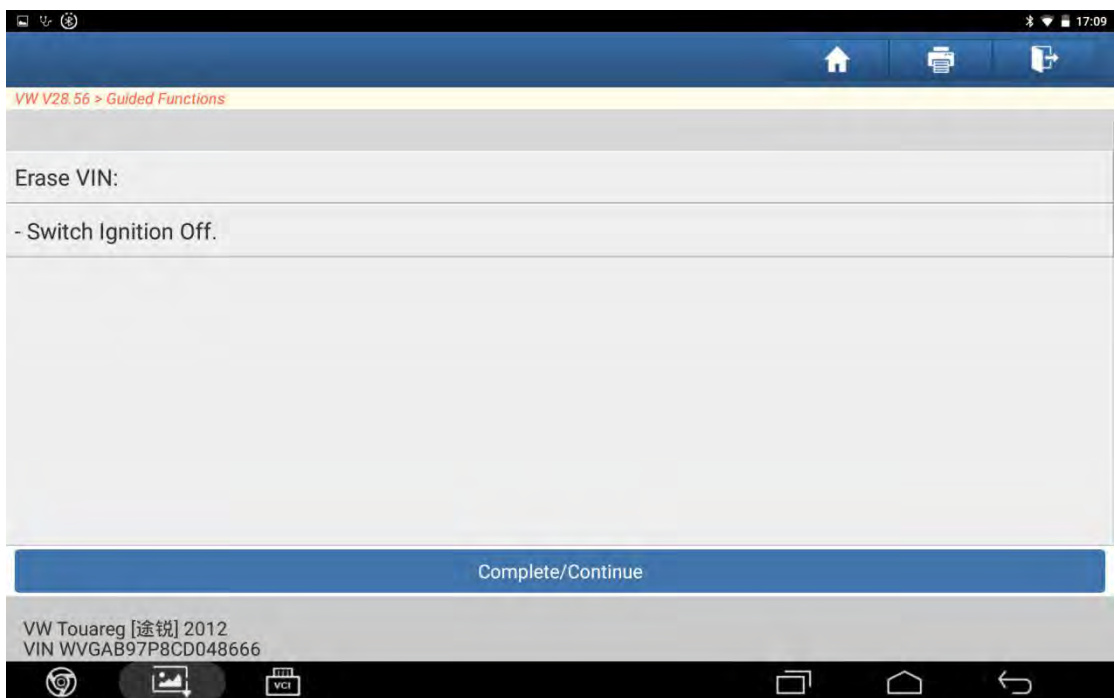 17:09
VW V28.56 > Guided Functions
Erase VIN:
- Switch Ignition Off.
Complete/Continue
VW Touareg [途锐] 2012
VIN WVGAB97P8CD048666
VCI